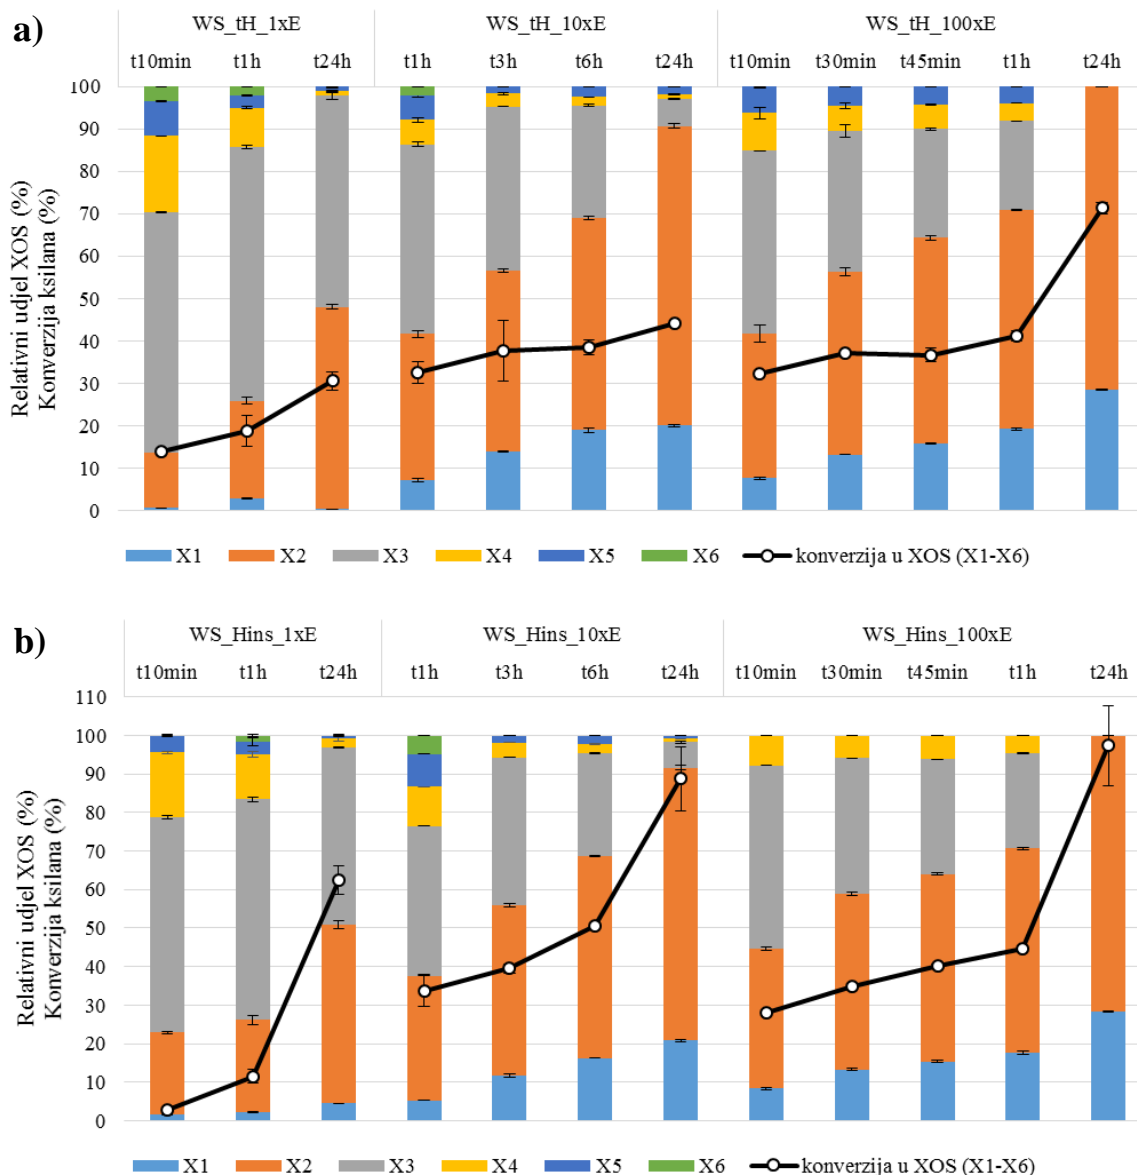 a)
WS_tH_1xE WS_tH_10xE WS_tH_100xE
t10min t1h t24h t1h t3h t6h t24h t10min t30min t45min t1h t24h
Relativni udjel XOS (%)
Konverzija ksilana (%)
100
90
80
70
60
50
40
30
20
10
0
X1 X2 X3 X4 X5 X6 konverzija u XOS (X1-X6)
b)
WS_Hins_1xE WS_Hins_10xE WS_Hins_100xE
t10min t1h t24h t1h t3h t6h t24h t10min t30min t45min t1h t24h
Relativni udjel XOS (%)
Konverzija ksilana (%)
110
100
90
80
70
60
50
40
30
20
10
0
X1 X2 X3 X4 X5 X6 konverzija u XOS (X1-X6)